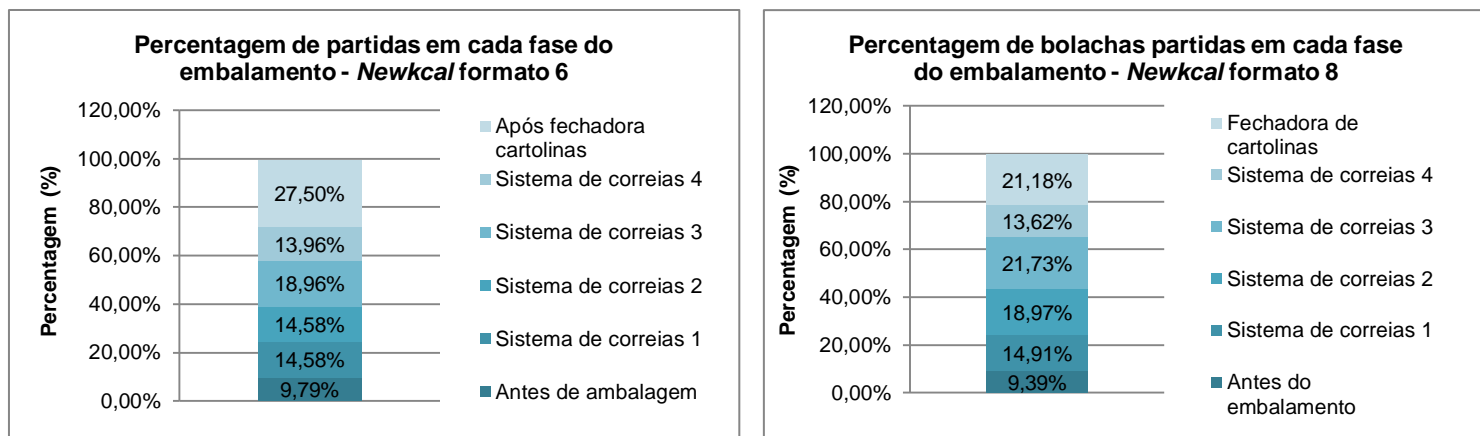 Percentagem de partidas em cada fase do
embalamento - Newkcal formato 6
Percentagem (%)
120,00%
100,00%
80,00%
60,00%
40,00%
20,00%
0,00%
27,50%
13,96%
18,96%
14,58%
14,58%
9,79%
Após fechadora
cartolinas
Sistema de correias 4
Sistema de correias 3
Sistema de correias 2
Sistema de correias 1
Antes de ambalagem
Percentagem de bolachas partidas em cada fase
do embalamento - Newkcal formato 8
Percentagem (%)
120,00%
100,00%
80,00%
60,00%
40,00%
20,00%
0,00%
21,18%
13,62%
21,73%
18,97%
14,91%
9,39%
Fechadora de
cartolinas
Sistema de correias 4
Sistema de correias 3
Sistema de correias 2
Sistema de correias 1
Antes do
embalamento